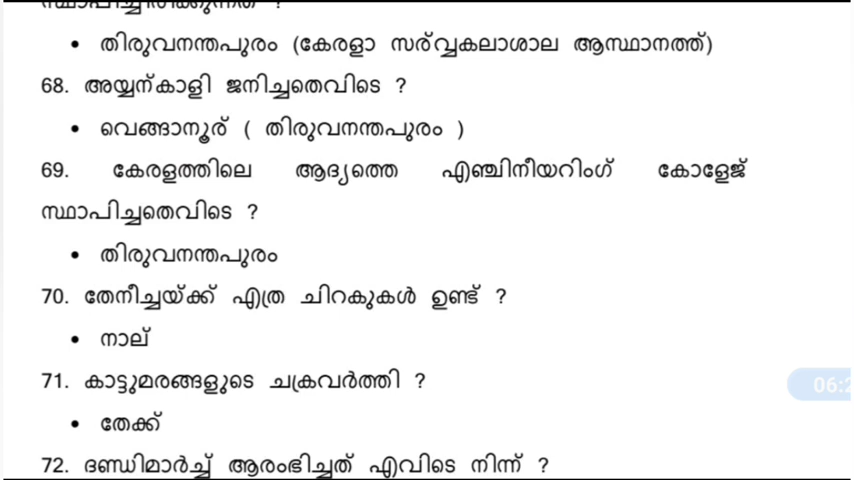 സ്ഥാപിച്ചിരിക്കുന്നത് ?
• തിരുവനന്തപുരം (കേരളാ സര്വ്വകലാശാല ആസ്ഥാനത്ത്)
68. അയ്യന്കാളി ജനിച്ചതെവിടെ ?
• വെങ്ങാനൂര് ( തിരുവനന്തപുരം )
69. കേരളത്തിലെ ആദ്യത്തെ എഞ്ചിനീയറിംഗ് കോളേജ്
സ്ഥാപിച്ചതെവിടെ ?
• തിരുവനന്തപുരം
70. തേനീച്ചയ്ക്ക് എത്ര ചിറകുകൾ ഉണ്ട് ?
• നാല്
71. കാട്ടുമരങ്ങളുടെ ചക്രവർത്തി ?
• തേക്ക്
72. ദണ്ഡിമാർച്ച് ആരംഭിച്ചത് എവിടെ നിന്ന് ?